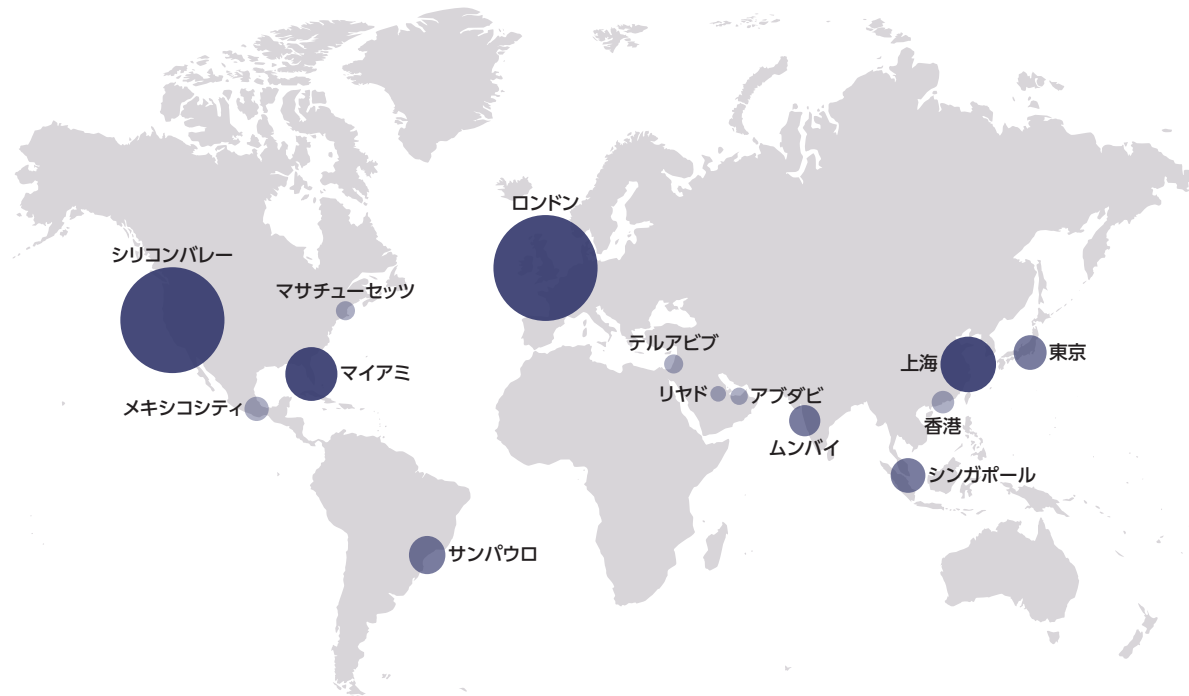 ロンドン
シリコンバレー
マサチューセッツ
テルアビブ
東京
上海
マイアミ
リヤド
アブダビ
メキシコシティ
香港
ムンバイ
シンガポール
サンパウロ